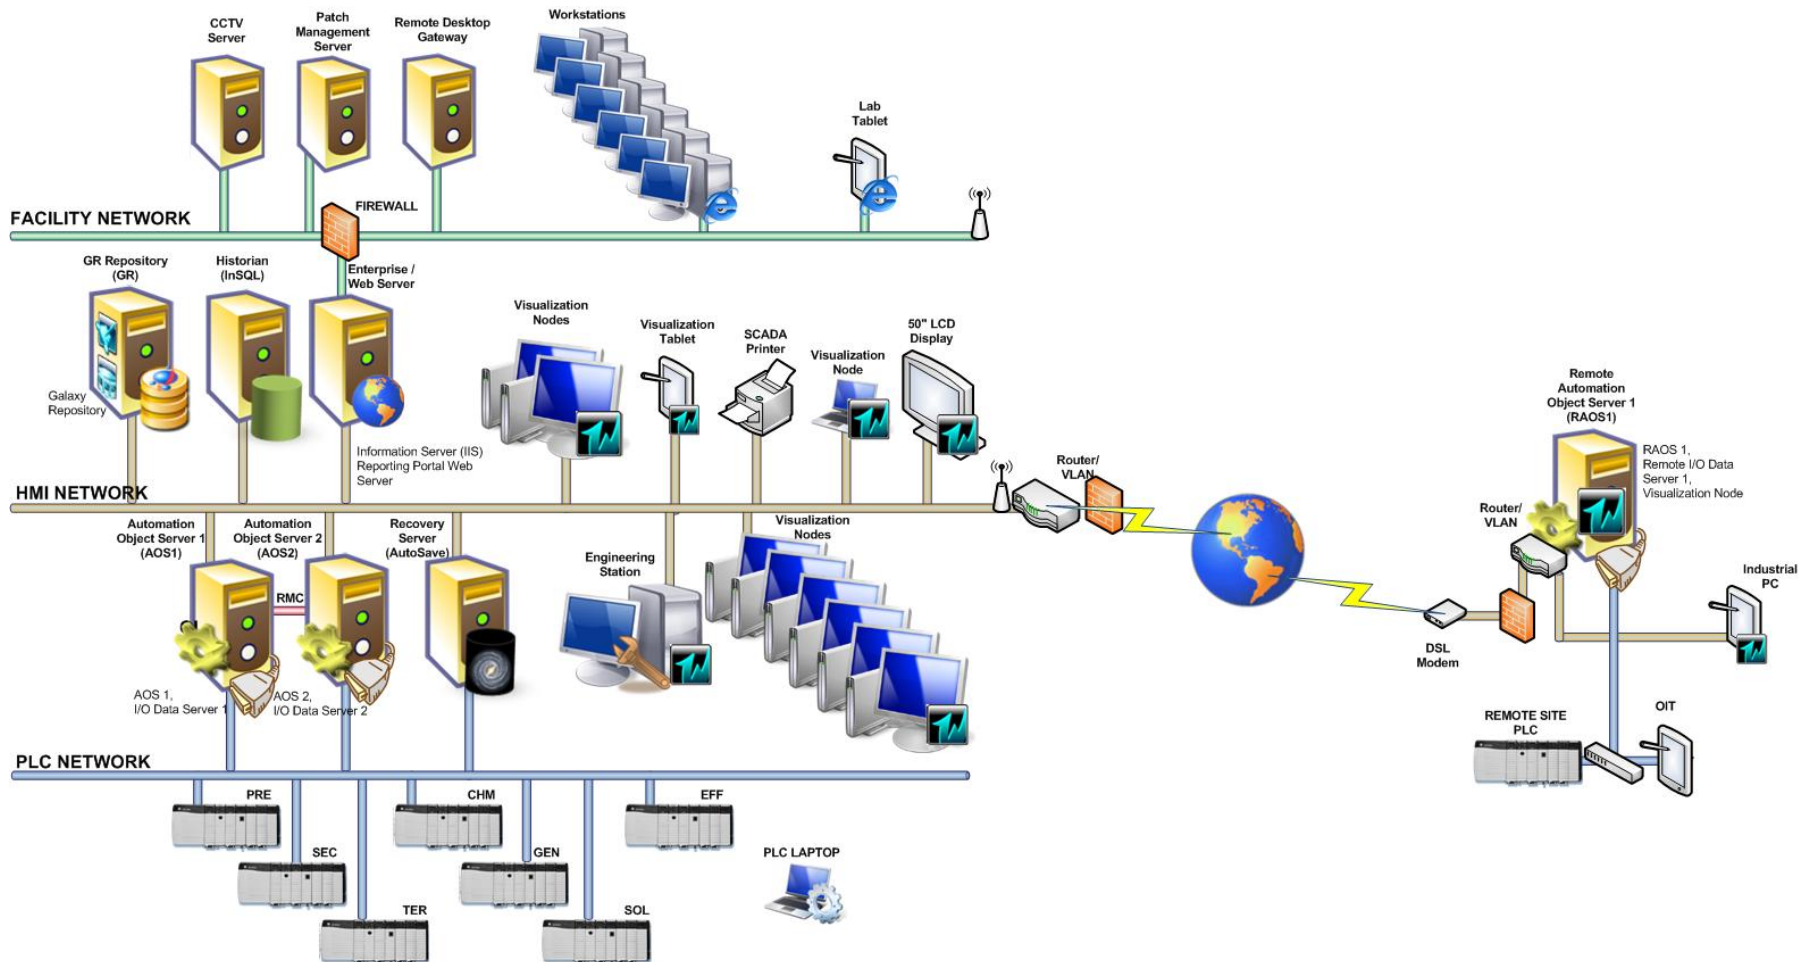 CCTV
Server
Patch
Management
Server
Remote Desktop
Gateway
Workstations
Lab
Tablet
FACILITY NETWORK
FIREWALL
GR Repository
(GR)
Historian
(InSQL)
Enterprise /
Web Server
Visualization
Nodes
Visualization
Tablet
SCADA
Printer
Visualization
Node
50" LCD
Display
Remote
Automation
Object Server 1
(RAOS1)
Galaxy
Repository
Information Server (IIS)
Reporting Portal Web
Server
RAOS 1,
Remote I/O Data
Server 1,
Visualization Node
Router/
VLAN
HMI NETWORK
Router/
VLAN
Automation
Object Server 1
(AOS1)
Automation
Object Server 2
(AOS2)
Recovery
Server
(AutoSave)
Engineering
Station
Visualization
Nodes
Industrial
PC
RMC
DSL
Modem
AOS 1,
I/O Data Server 1
AOS 2,
I/O Data Server 2
REMOTE SITE
PLC
OIT
PLC NETWORK
PRE
CHM
EFF
SEC
GEN
PLC LAPTOP
TER
SOL